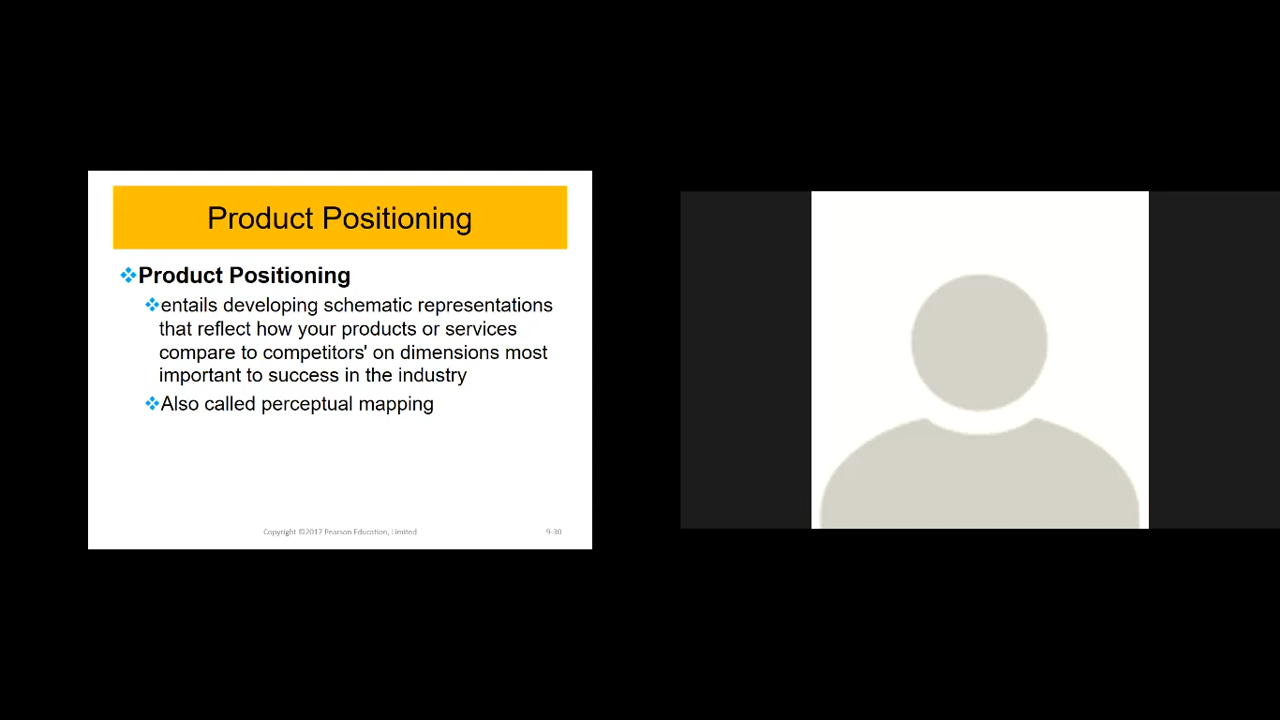 Product Positioning
❖Product Positioning
❖entails developing schematic representations
that reflect how your products or services
compare to competitors' on dimensions most
important to success in the industry
❖Also called perceptual mapping
Copyright ©2017 Pearson Education, Limited
9-30